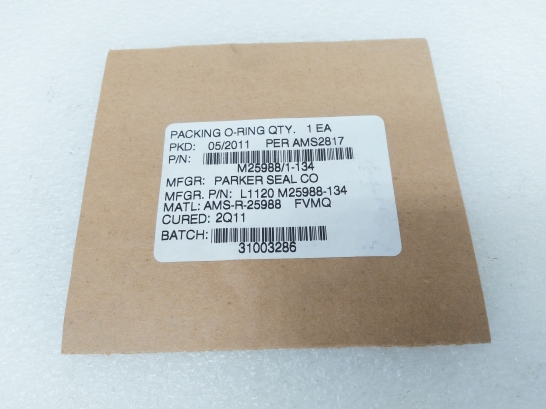 PACKING O-RING QTY. 1 EA
PKD: 05/2011 PER AMS2817
P/N:
M25988/1-134
MFGR: PARKER SEAL CO
MFGR. P/N: L1120 M25988-134
MATL: AMS-R-25988 FVMQ
CURED: 2Q11
BATCH:
31003286